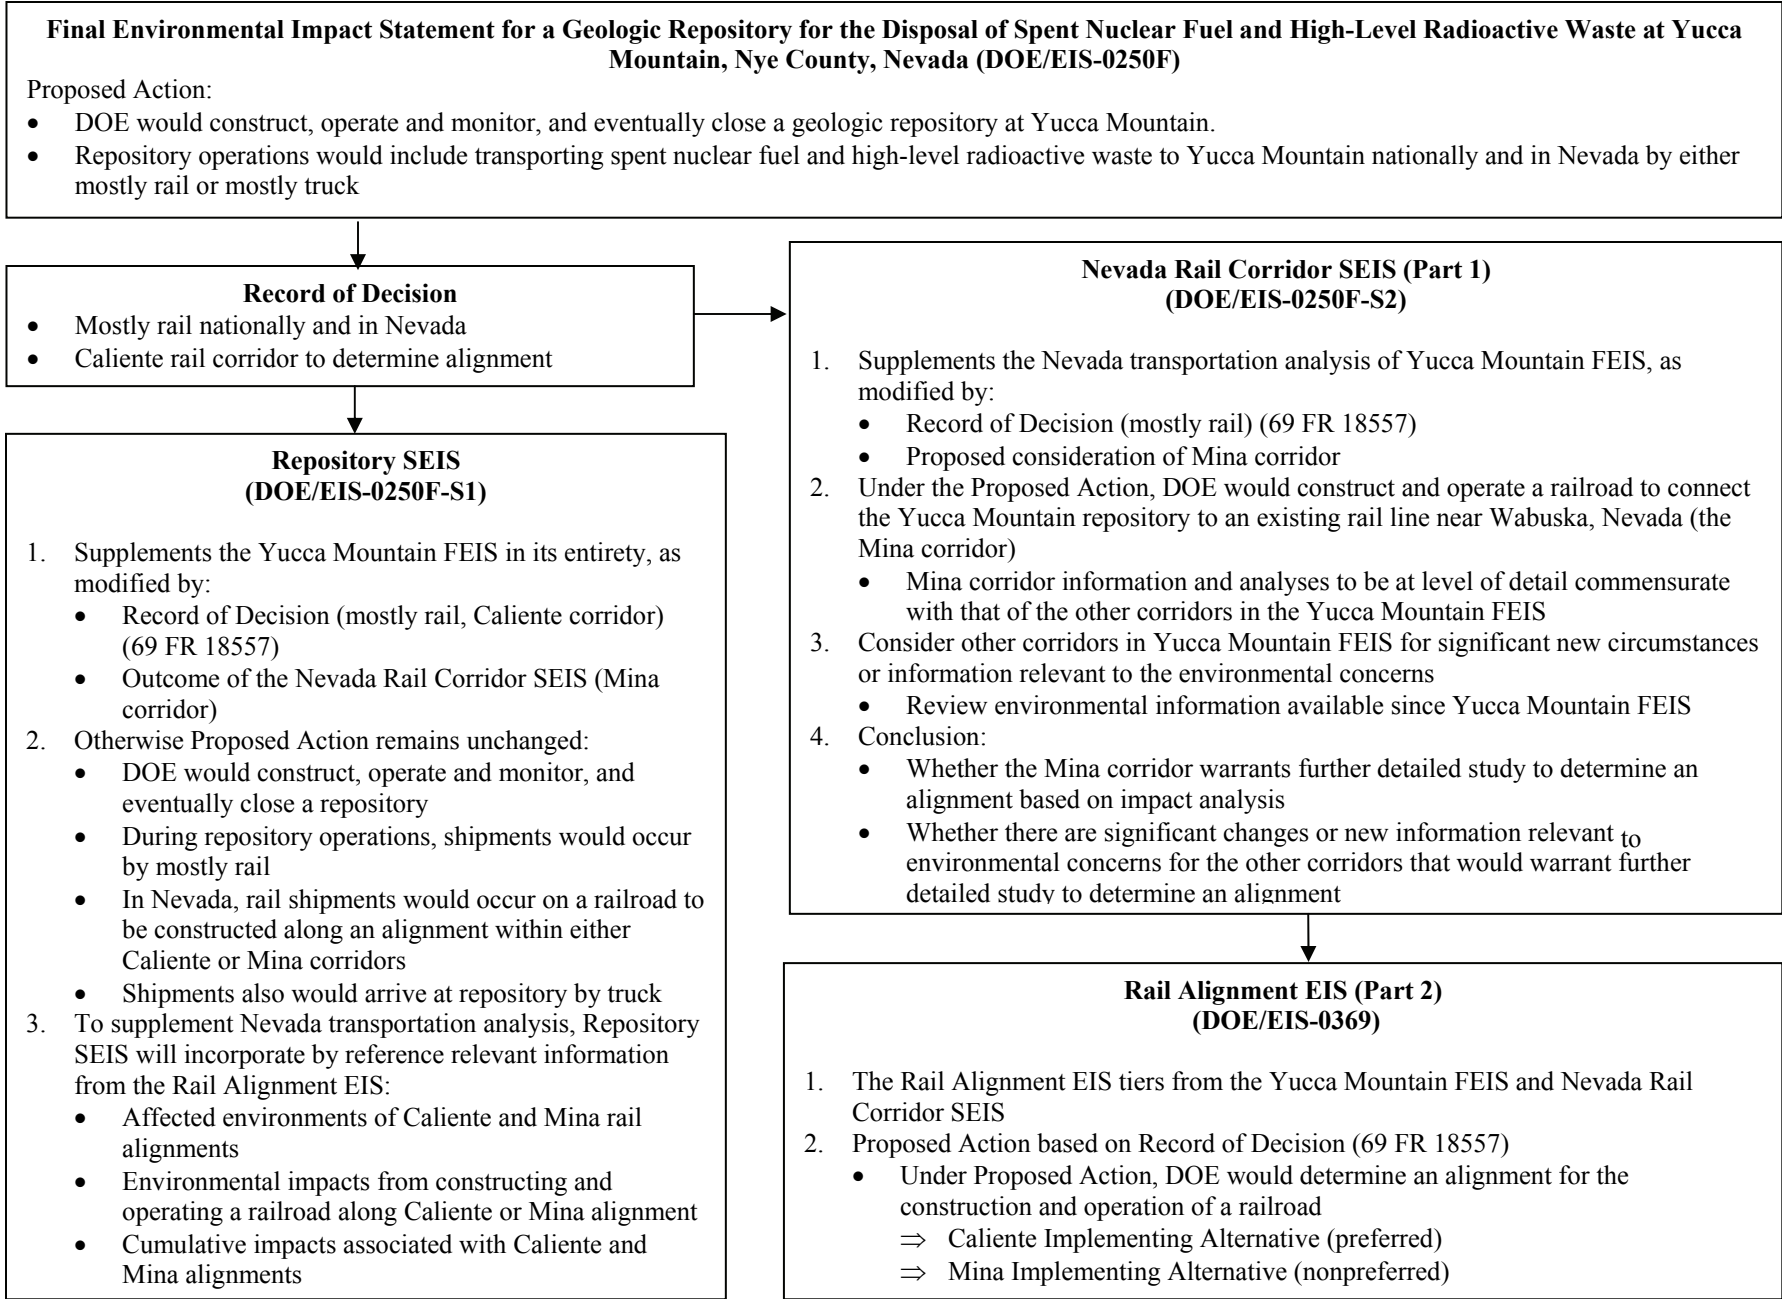 Final Environmental Impact Statement for a Geologic Repository for the Disposal of Spent Nuclear Fuel and High-Level Radioactive Waste at Yucca
Mountain, Nye County, Nevada (DOE/EIS-0250F)
Proposed Action:
• DOE would construct, operate and monitor, and eventually close a geologic repository at Yucca Mountain.
• Repository operations would include transporting spent nuclear fuel and high-level radioactive waste to Yucca Mountain nationally and in Nevada by either
mostly rail or mostly truck
Record of Decision
• Mostly rail nationally and in Nevada
• Caliente rail corridor to determine alignment
Repository SEIS
(DOE/EIS-0250F-S1)
1. Supplements the Yucca Mountain FEIS in its entirety, as
modified by:
• Record of Decision (mostly rail, Caliente corridor)
(69 FR 18557)
• Outcome of the Nevada Rail Corridor SEIS (Mina
corridor)
2. Otherwise Proposed Action remains unchanged:
• DOE would construct, operate and monitor, and
eventually close a repository
• During repository operations, shipments would occur
by mostly rail
• In Nevada, rail shipments would occur on a railroad to
be constructed along an alignment within either
Caliente or Mina corridors
• Shipments also would arrive at repository by truck
3. To supplement Nevada transportation analysis, Repository
SEIS will incorporate by reference relevant information
from the Rail Alignment EIS:
• Affected environments of Caliente and Mina rail
alignments
• Environmental impacts from constructing and
operating a railroad along Caliente or Mina alignment
• Cumulative impacts associated with Caliente and
Mina alignments
Nevada Rail Corridor SEIS (Part 1)
(DOE/EIS-0250F-S2)
1. Supplements the Nevada transportation analysis of Yucca Mountain FEIS, as
modified by:
• Record of Decision (mostly rail) (69 FR 18557)
• Proposed consideration of Mina corridor
2. Under the Proposed Action, DOE would construct and operate a railroad to connect
the Yucca Mountain repository to an existing rail line near Wabuska, Nevada (the
Mina corridor)
• Mina corridor information and analyses to be at level of detail commensurate
with that of the other corridors in the Yucca Mountain FEIS
3. Consider other corridors in Yucca Mountain FEIS for significant new circumstances
or information relevant to the environmental concerns
• Review environmental information available since Yucca Mountain FEIS
4. Conclusion:
• Whether the Mina corridor warrants further detailed study to determine an
alignment based on impact analysis
• Whether there are significant changes or new information relevant to
environmental concerns for the other corridors that would warrant further
detailed study to determine an alignment
Rail Alignment EIS (Part 2)
(DOE/EIS-0369)
1. The Rail Alignment EIS tiers from the Yucca Mountain FEIS and Nevada Rail
Corridor SEIS
2. Proposed Action based on Record of Decision (69 FR 18557)
• Under Proposed Action, DOE would determine an alignment for the
construction and operation of a railroad
⇒ Caliente Implementing Alternative (preferred)
⇒ Mina Implementing Alternative (nonpreferred)